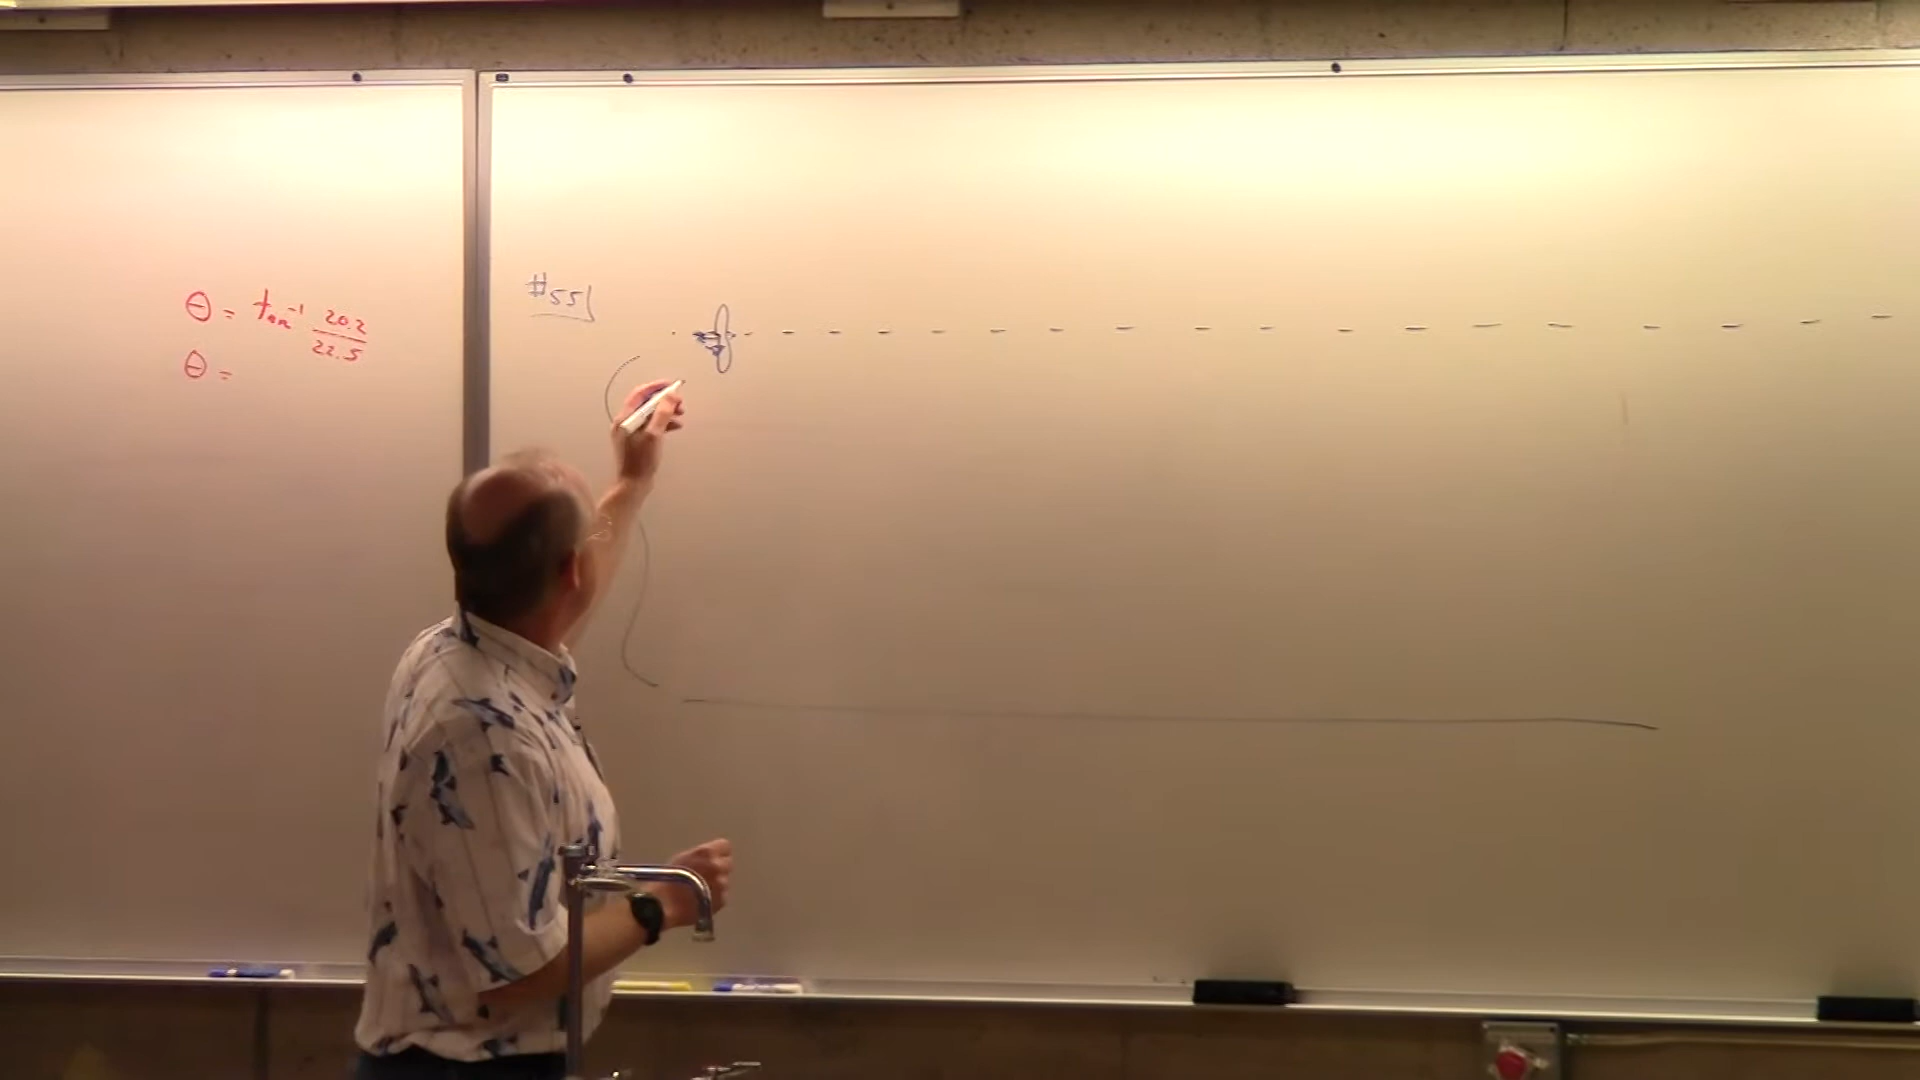 θ = tan⁻¹ 20.2
22.5
θ =
#55